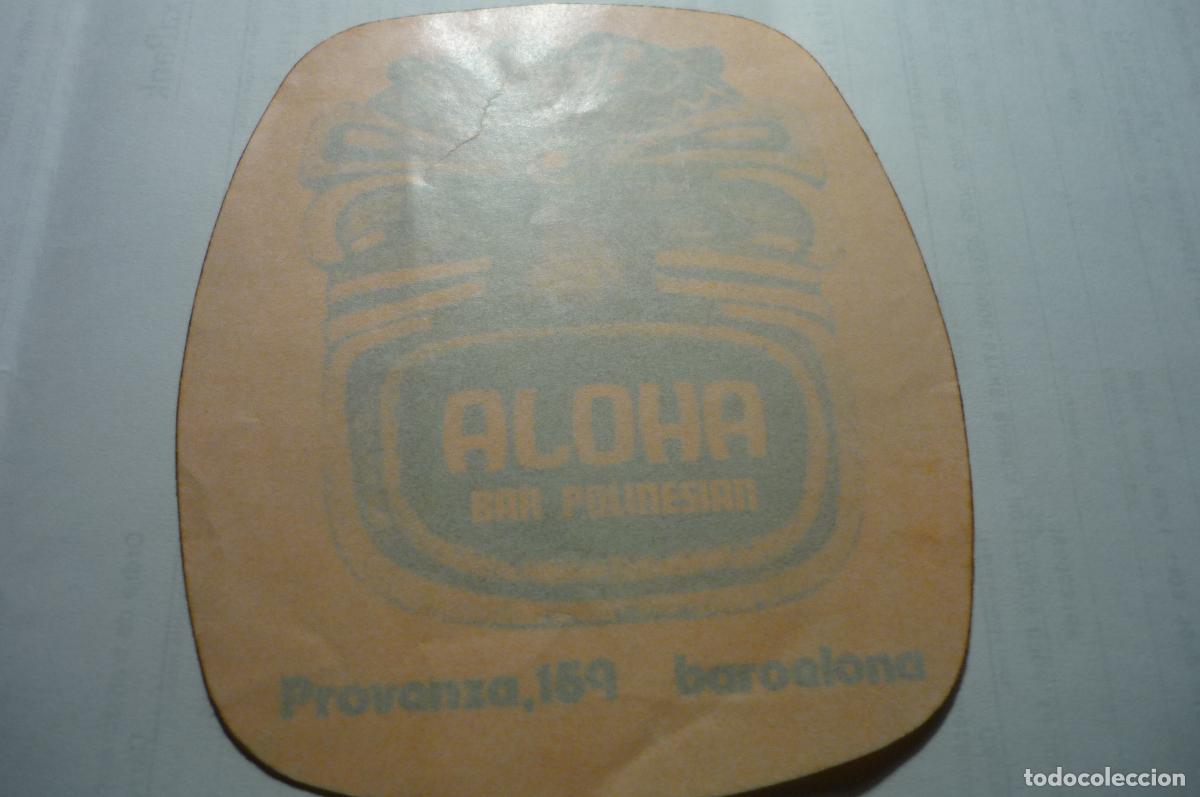 ALOHA
BAR POLINESIAN
Provenza, 159 barcelona
todocoleccion